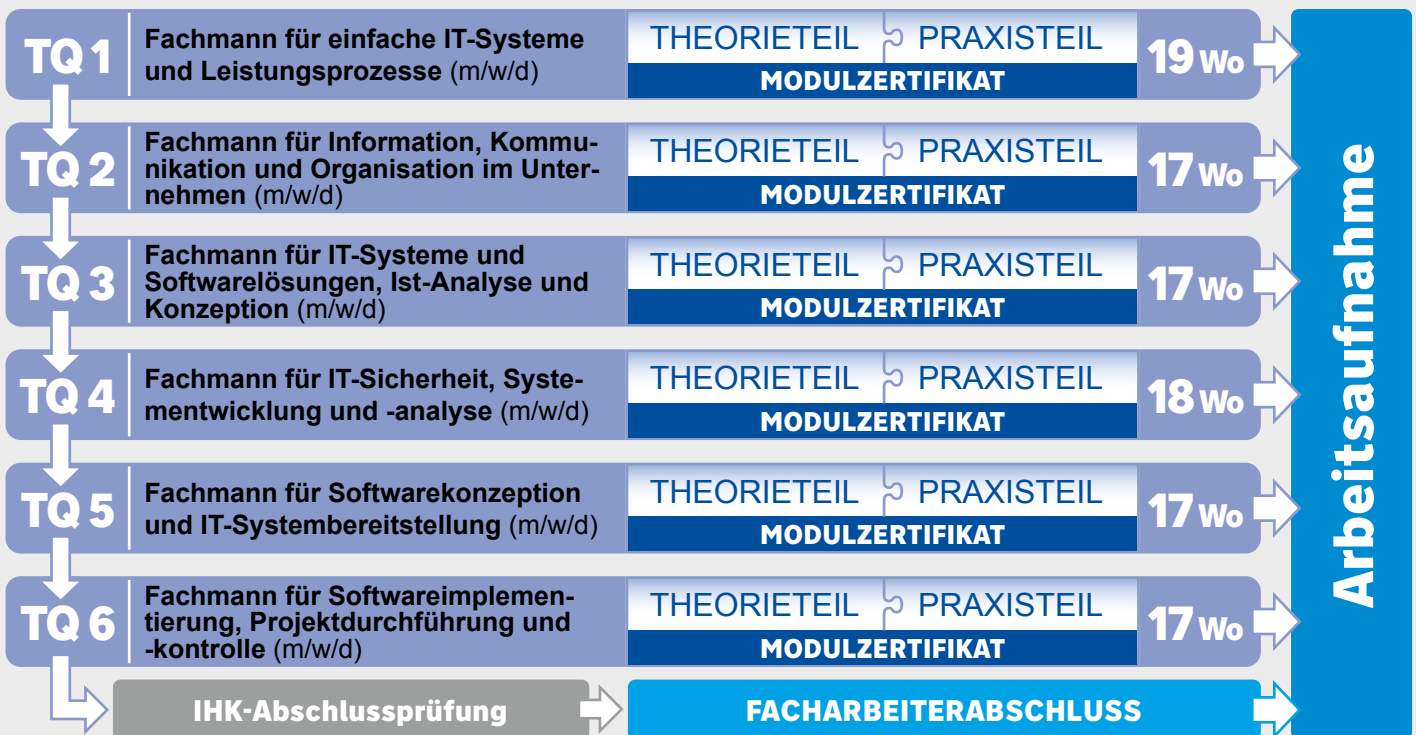 TQ 1
Fachmann für einfache IT-Systeme
und Leistungsprozesse (m/w/d)
THEORIETEIL PRAXISTEIL
MODULZERTIFIKAT
19 Wo
TQ 2
Fachmann für Information, Kommu-
nikation und Organisation im Unter-
nehmen (m/w/d)
THEORIETEIL PRAXISTEIL
MODULZERTIFIKAT
17 Wo
TQ 3
Fachmann für IT-Systeme und
Softwarelösungen, Ist-Analyse und
Konzeption (m/w/d)
THEORIETEIL PRAXISTEIL
MODULZERTIFIKAT
17 Wo
TQ 4
Fachmann für IT-Sicherheit, Syste-
mentwicklung und -analyse (m/w/d)
THEORIETEIL PRAXISTEIL
MODULZERTIFIKAT
18 Wo
TQ 5
Fachmann für Softwarekonzeption
und IT-Systembereitstellung (m/w/d)
THEORIETEIL PRAXISTEIL
MODULZERTIFIKAT
17 Wo
TQ 6
Fachmann für Softwareimplemen-
tierung, Projektdurchführung und
-kontrolle (m/w/d)
THEORIETEIL PRAXISTEIL
MODULZERTIFIKAT
17 Wo
IHK-Abschlussprüfung
FACHARBEITERABSCHLUSS
Arbeitsaufnahme